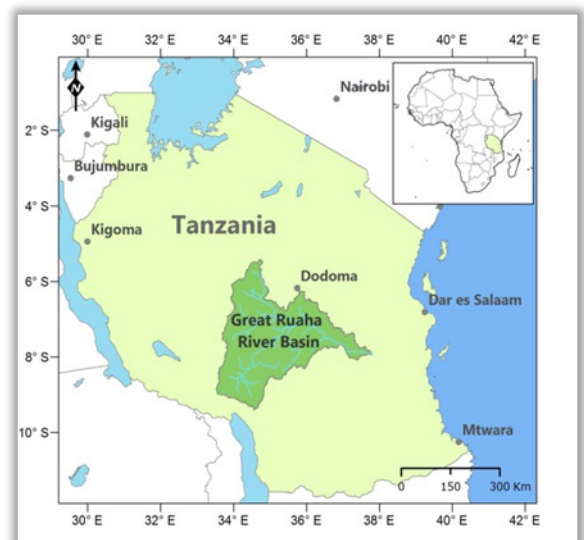 30° E 32° E 34° E 36° E 38° E 40° E 42° E
N
Nairobi
2° S
Kigali
Bujumbura
4° S
Tanzania
Kigoma
6° S
Dodoma
Dar es Salaam
Great Ruaha
River Basin
8° S
10° S
Mtwara
0 150 300 Km
30° E 32° E 34° E 36° E 38° E 40° E 42° E